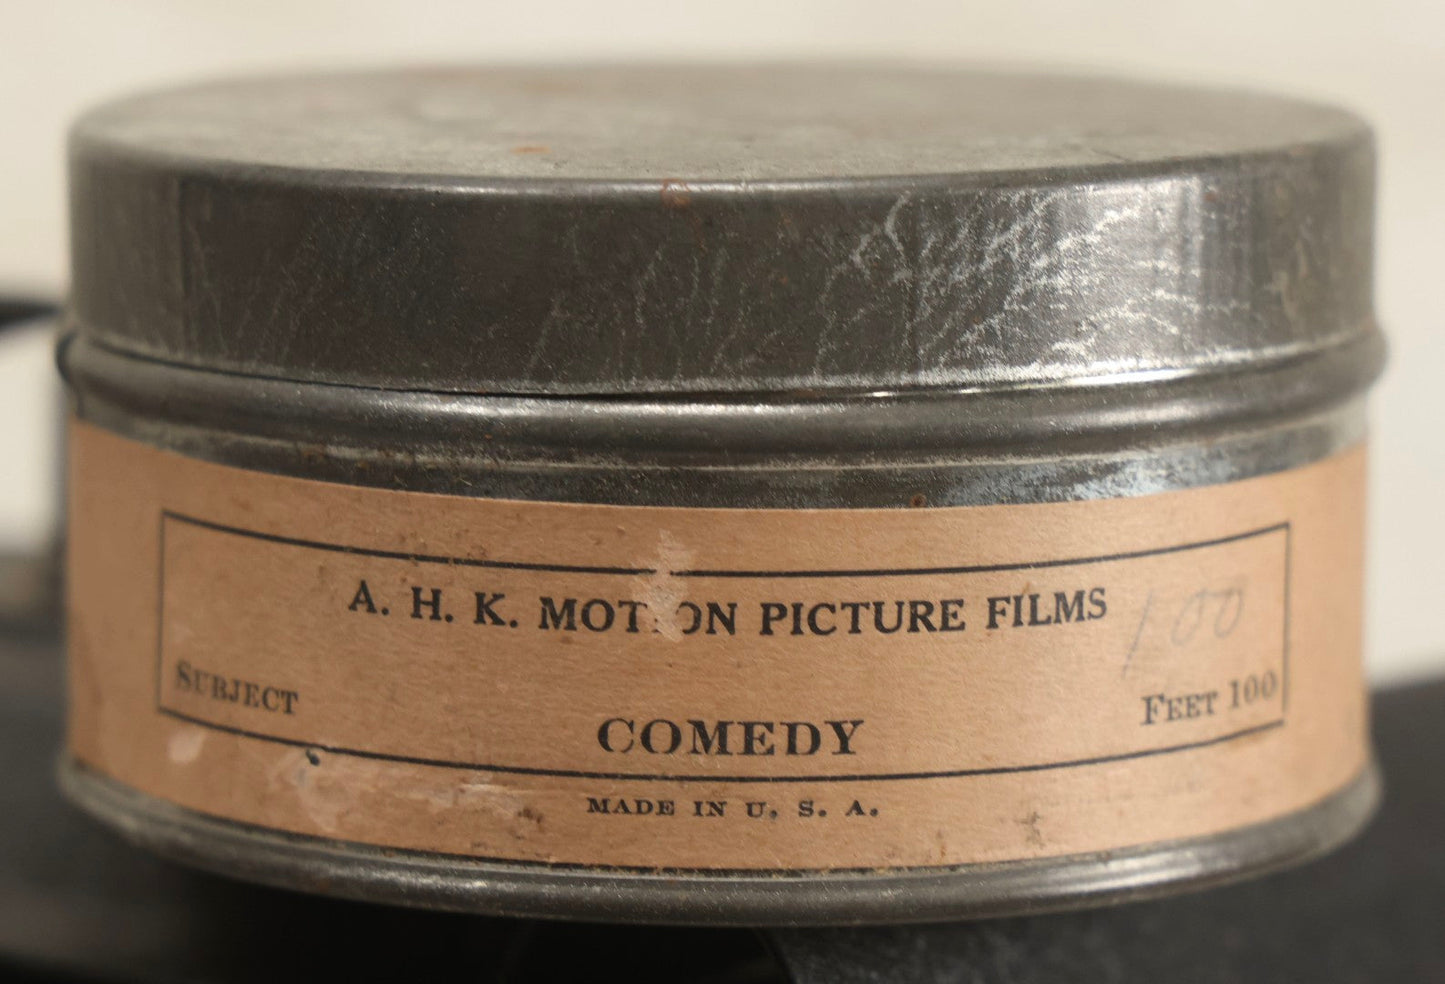 A. H. K. MOTION PICTURE FILMS
100
SUBJECT
FEET 100
COMEDY
MADE IN U. S. A.